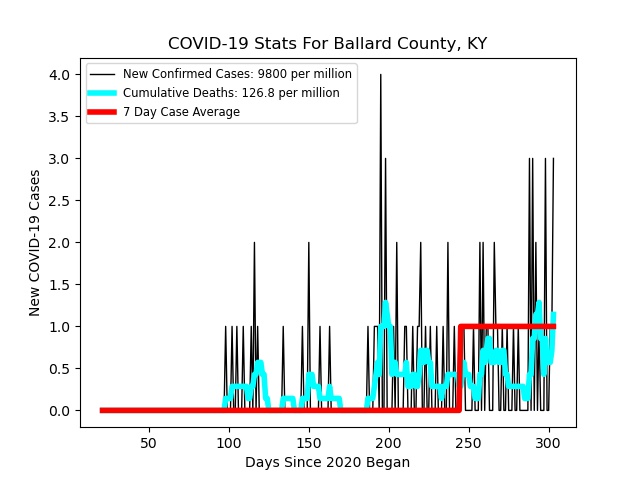 COVID-19 Stats For Ballard County, KY
New Confirmed Cases: 9800 per million
Cumulative Deaths: 126.8 per million
7 Day Case Average
New COVID-19 Cases
4.0
3.5
3.0
2.5
2.0
1.5
1.0
0.5
0.0
50 100 150 200 250 300
Days Since 2020 Began